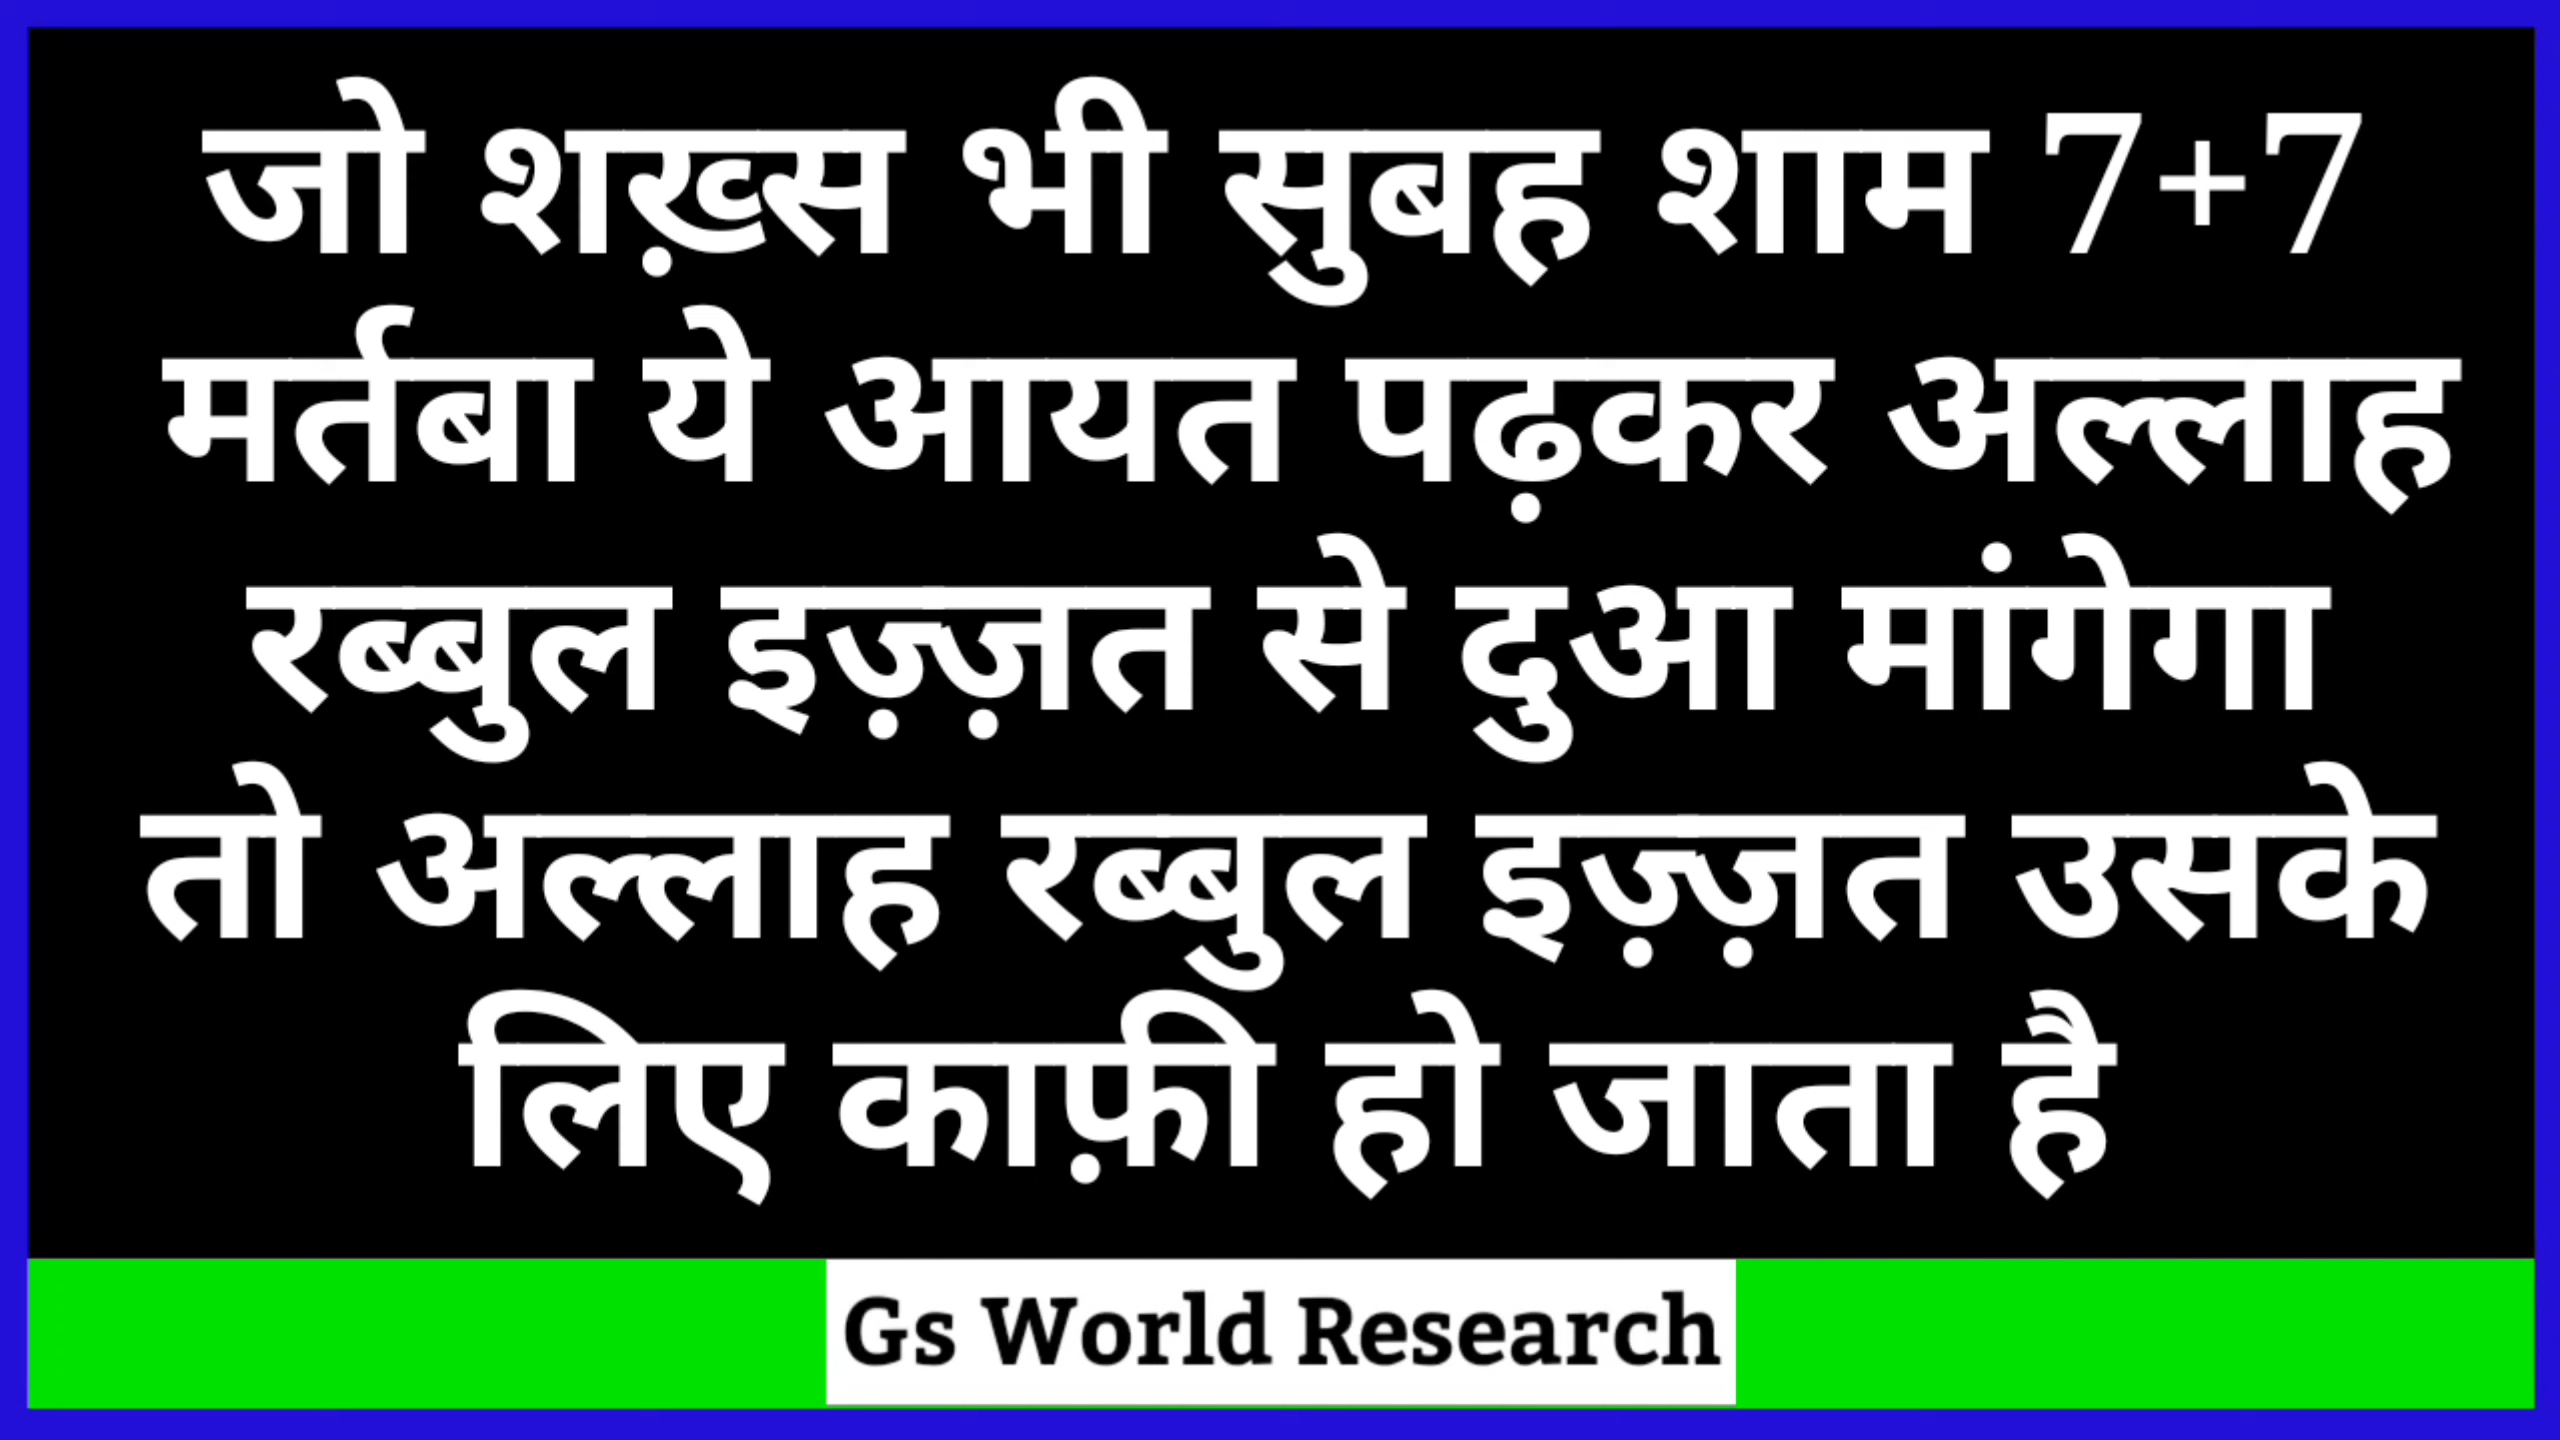 जो शख़्स भी सुबह शाम 7+7
मर्तबा ये आयत पढ़कर अल्लाह
रब्बुल इज़्ज़त से दुआ मांगेगा
तो अल्लाह रब्बुल इज़्ज़त उसके
लिए काफ़ी हो जाता है
Gs World Research